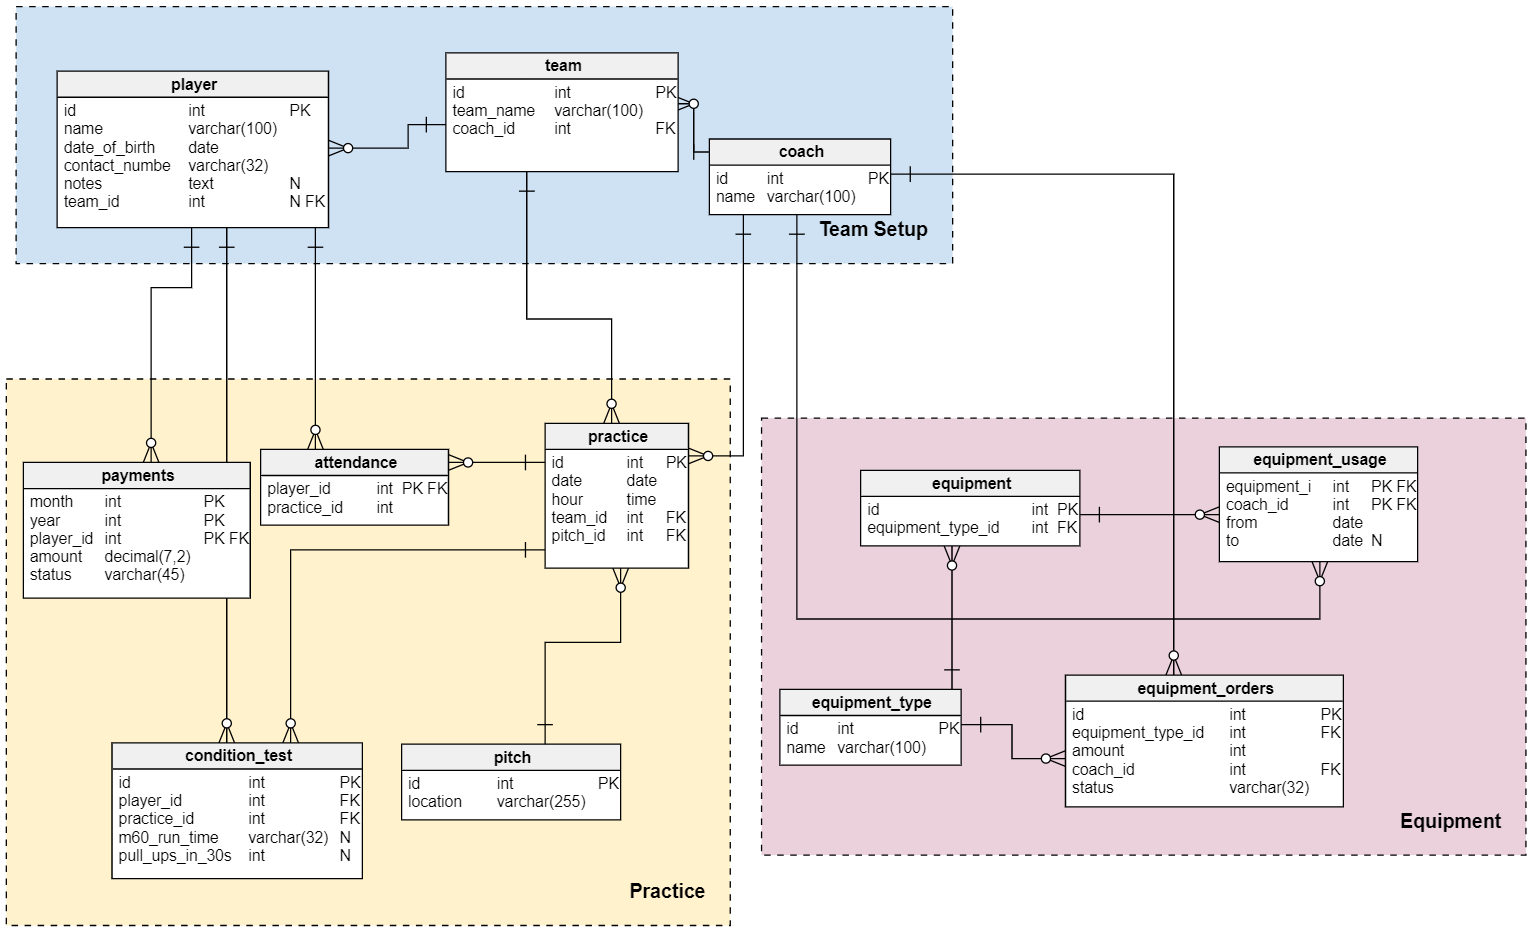 player
id int PK
name varchar(100)
date_of_birth date
contact_numbe varchar(32)
notes text N
team_id int N FK
team
id int PK
team_name varchar(100)
coach_id int FK
coach
id int PK
name varchar(100)
Team Setup
payments
month int PK
year int PK
player_id int PK FK
amount decimal(7,2)
status varchar(45)
attendance
player_id int PK FK
practice_id int
practice
id int PK
date date
hour time
team_id int FK
pitch_id int FK
condition_test
id int PK
player_id int FK
practice_id int FK
m60_run_time varchar(32) N
pull_ups_in_30s int N
pitch
id int PK
location varchar(255)
Practice
equipment
id int PK
equipment_type_id int FK
equipment_usage
equipment_i int PK FK
coach_id int PK FK
from date
to date N
equipment_type
id int PK
name varchar(100)
equipment_orders
id int PK
equipment_type_id int FK
amount int
coach_id int FK
status varchar(32)
Equipment